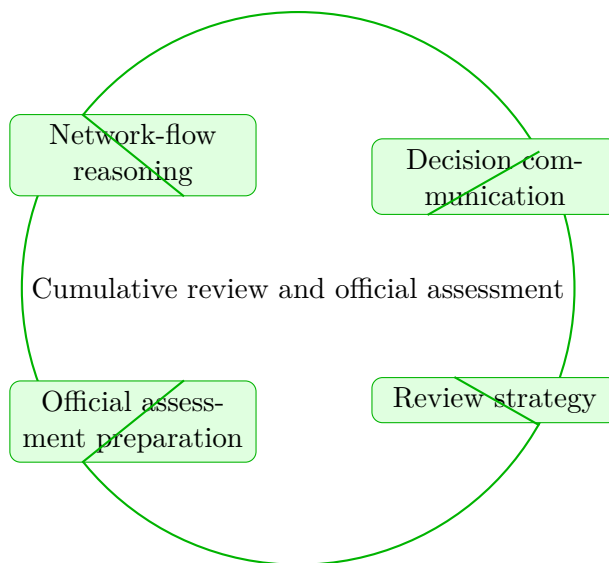 Network-flow
reasoning
Decision com-
munication
Cumulative review and official assessment
Official assess-
ment preparation
Review strategy